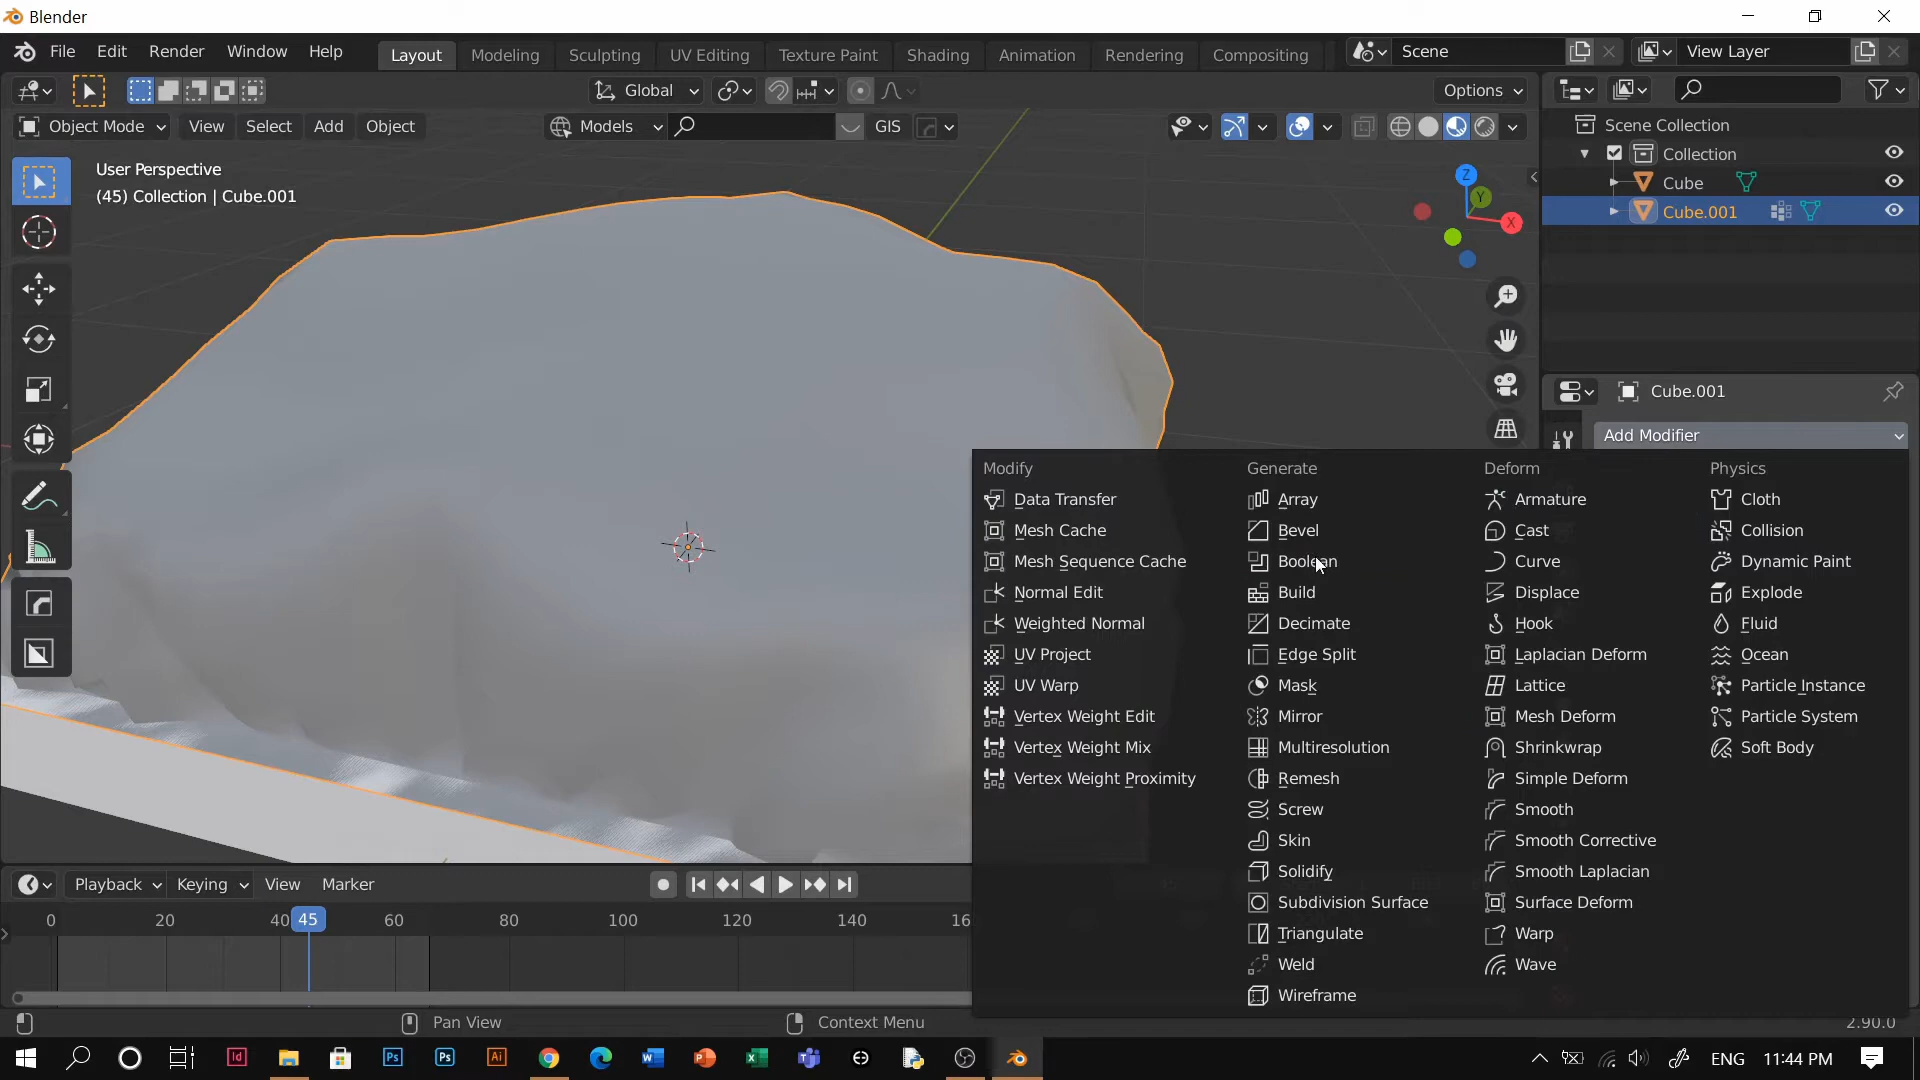 Blender
File Edit Render Window Help
Layout Modeling Sculpting UV Editing Texture Paint Shading Animation Rendering Compositing
Scene
View Layer
Global
Options
Object Mode View Select Add Object
Models
GIS
User Perspective
(45) Collection | Cube.001
Z
Y
X
Scene Collection
Collection
Cube
Cube.001
Cube.001
Add Modifier
Modify
Data Transfer
Mesh Cache
Mesh Sequence Cache
Normal Edit
Weighted Normal
UV Project
UV Warp
Vertex Weight Edit
Vertex Weight Mix
Vertex Weight Proximity
Generate
Array
Bevel
Boolean
Build
Decimate
Edge Split
Mask
Mirror
Multiresolution
Remesh
Screw
Skin
Solidify
Subdivision Surface
Triangulate
Weld
Wireframe
Deform
Armature
Cast
Curve
Displace
Hook
Laplacian Deform
Lattice
Mesh Deform
Shrinkwrap
Simple Deform
Smooth
Smooth Corrective
Smooth Laplacian
Surface Deform
Warp
Wave
Physics
Cloth
Collision
Dynamic Paint
Explode
Fluid
Ocean
Particle Instance
Particle System
Soft Body
Playback Keying View Marker
0 20 40 45 60 80 100 120 140 16
Pan View
Context Menu
2.90.0
Id Ps Ps Ai
ENG 11:44 PM